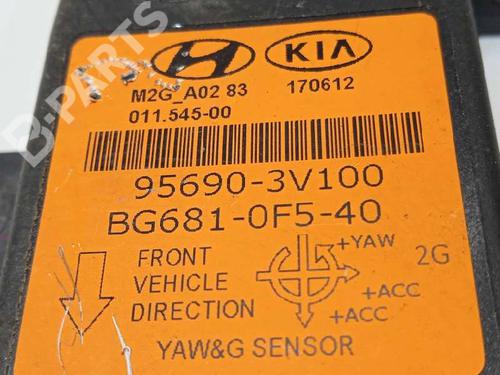 B-PARTS
KIA
M2G_A02 83 170612
011.545-00
95690-3V100
BG681-0F5-40
FRONT
VEHICLE
DIRECTION
+YAW 2G
+ACC
+ACC
YAW&G SENSOR